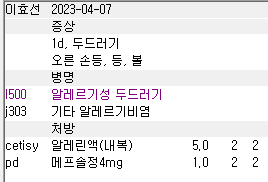 이효선 2023-04-07
증상
1d, 두드러기
오른 손등, 등, 볼
병명
l500 알레르기성 두드러기
j303 기타 알레르기비염
처방
cetisy 알레린액(내복) 5.0 2 2
pd 메프솔정4mg 1.0 2 2